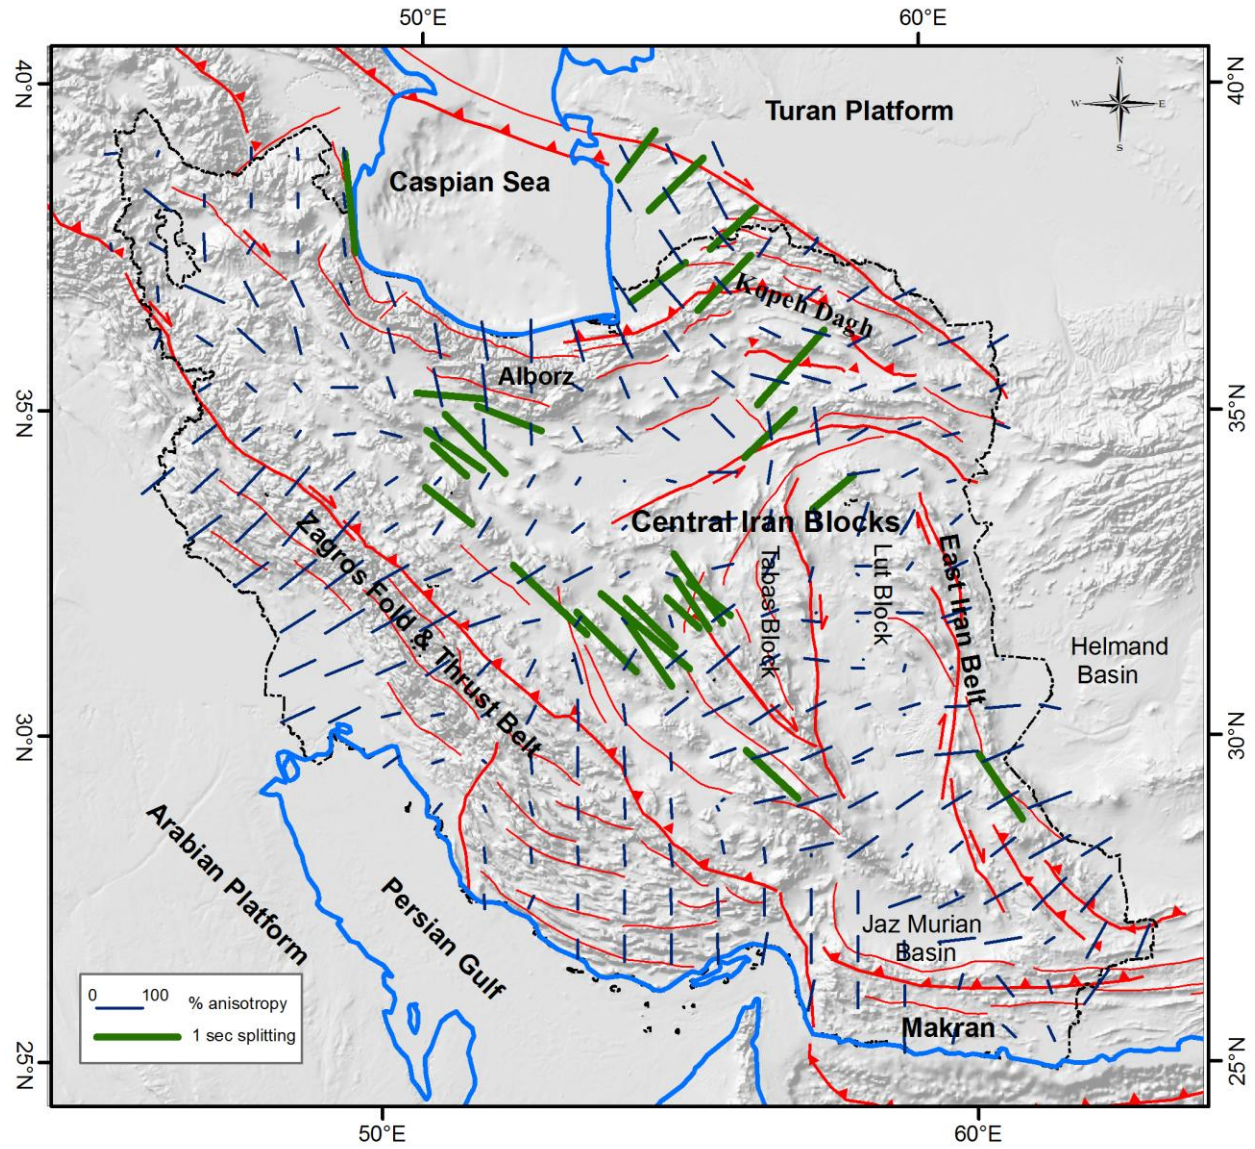 50°E
60°E
40°N
40°N
N
W
E
S
Turan Platform
Caspian Sea
Kopeh Dagh
Alborz
35°N
35°N
Central Iran Blocks
Zagros Fold & Thrust Belt
Tabas Block
Lut Block
East Iran Belt
Helmand
Basin
30°N
30°N
Arabian Platform
Persian Gulf
Jaz Murian
Basin
0
100
% anisotropy
1 sec splitting
Makran
25°N
25°N
50°E
60°E